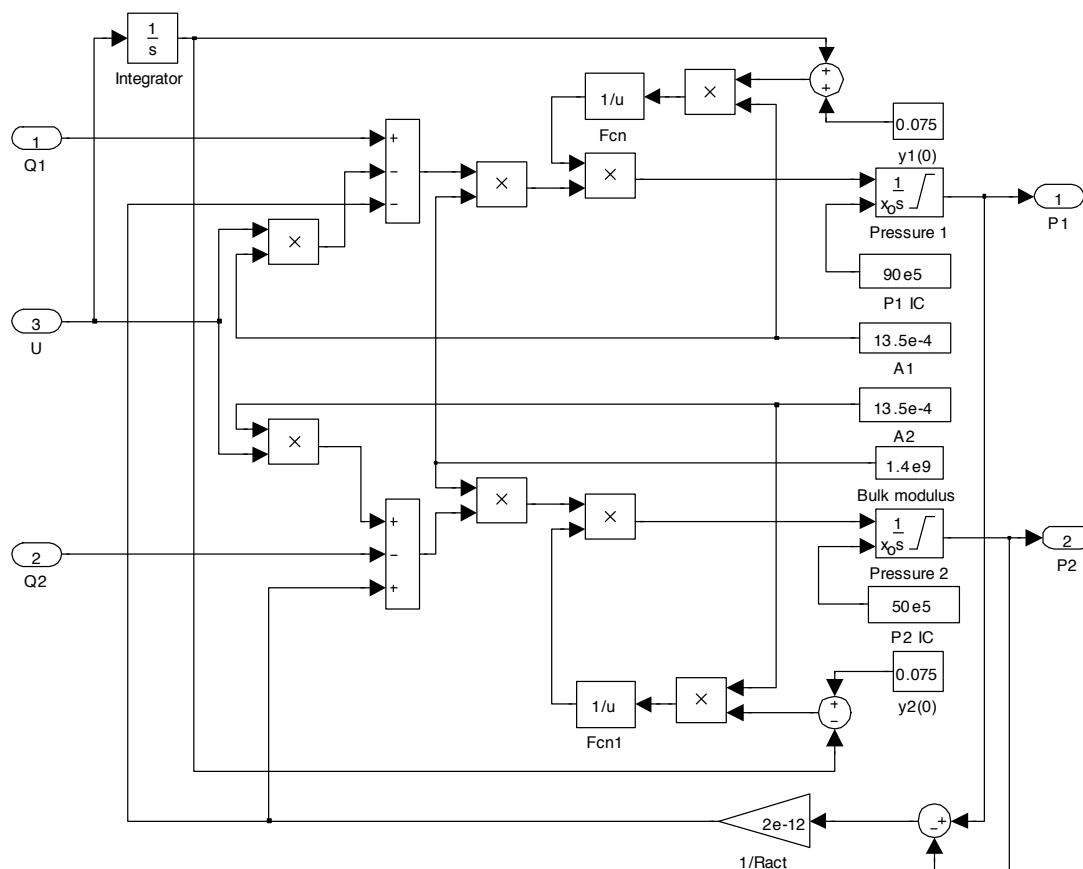 1
s
Integrator
1/u
Fcn
×
+
+
0.075
y1(0)
1
Q1
+
−
−
×
×
1
xo s
Pressure 1
1
P1
×
90e5
P1 IC
3
U
13.5e-4
A1
13.5e-4
A2
×
1.4e9
Bulk modulus
×
×
+
−
+
2
Q2
1
xo s
Pressure 2
2
P2
50e5
P2 IC
1/u
Fcn1
×
+
−
0.075
y2(0)
2e-12
1/Ract
−
+